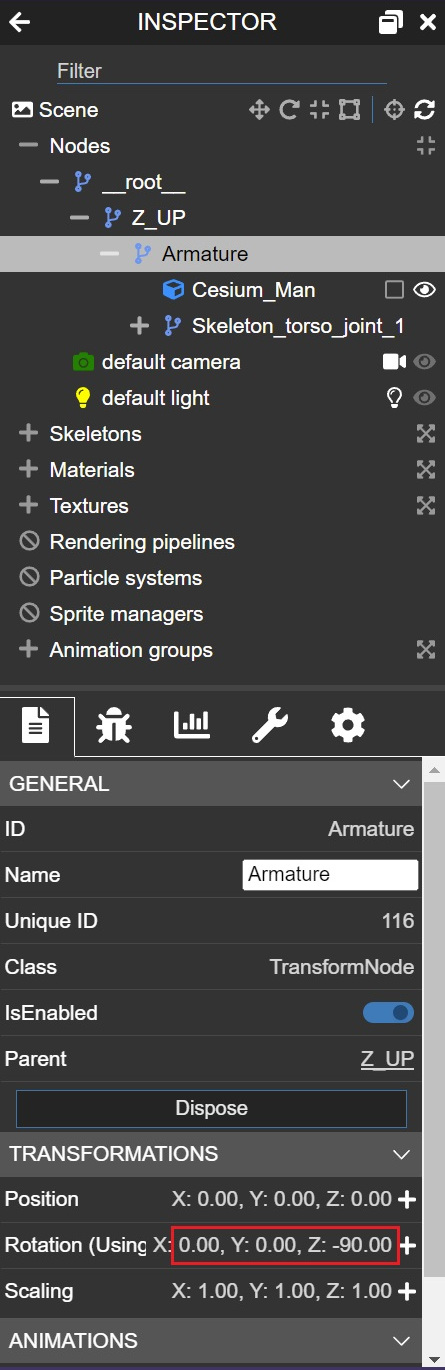 INSPECTOR
Filter
Scene
Nodes
__root__
Z_UP
Armature
Cesium_Man
Skeleton_torso_joint_1
default camera
default light
Skeletons
Materials
Textures
Rendering pipelines
Particle systems
Sprite managers
Animation groups
GENERAL
ID Armature
Name Armature
Unique ID 116
Class TransformNode
IsEnabled
Parent Z_UP
Dispose
TRANSFORMATIONS
Position X: 0.00, Y: 0.00, Z: 0.00
Rotation (Using X: 0.00, Y: 0.00, Z: -90.00
Scaling X: 1.00, Y: 1.00, Z: 1.00
ANIMATIONS